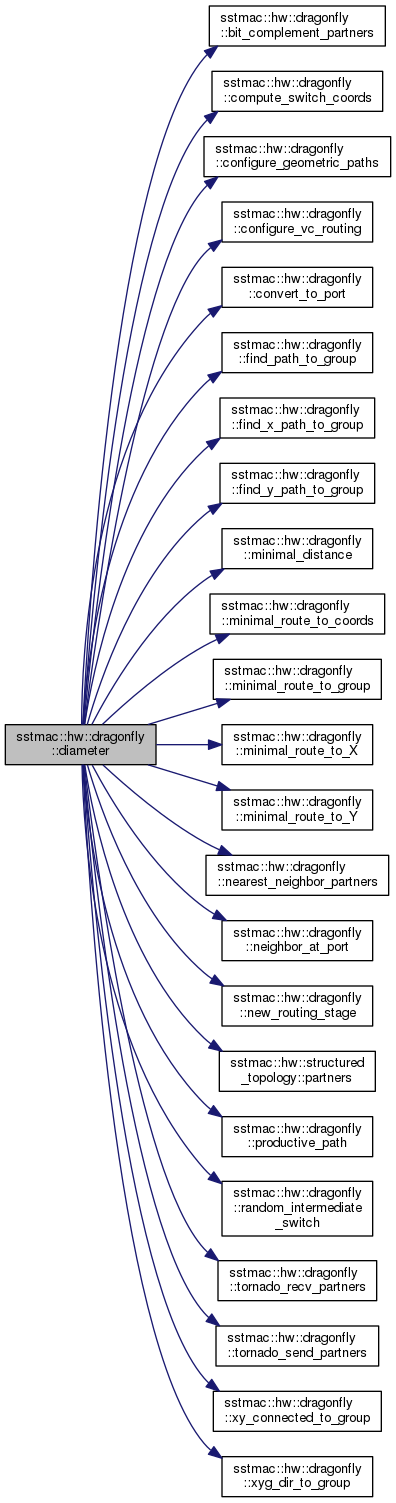 sstmac::hw::dragonfly
::bit_complement_partners
sstmac::hw::dragonfly
::compute_switch_coords
sstmac::hw::dragonfly
::configure_geometric_paths
sstmac::hw::dragonfly
::configure_vc_routing
sstmac::hw::dragonfly
::convert_to_port
sstmac::hw::dragonfly
::find_path_to_group
sstmac::hw::dragonfly
::find_x_path_to_group
sstmac::hw::dragonfly
::find_y_path_to_group
sstmac::hw::dragonfly
::minimal_distance
sstmac::hw::dragonfly
::minimal_route_to_coords
sstmac::hw::dragonfly
::minimal_route_to_group
sstmac::hw::dragonfly
::diameter
sstmac::hw::dragonfly
::minimal_route_to_X
sstmac::hw::dragonfly
::minimal_route_to_Y
sstmac::hw::dragonfly
::nearest_neighbor_partners
sstmac::hw::dragonfly
::neighbor_at_port
sstmac::hw::dragonfly
::new_routing_stage
sstmac::hw::structured
_topology::partners
sstmac::hw::dragonfly
::productive_path
sstmac::hw::dragonfly
::random_intermediate
_switch
sstmac::hw::dragonfly
::tornado_recv_partners
sstmac::hw::dragonfly
::tornado_send_partners
sstmac::hw::dragonfly
::xy_connected_to_group
sstmac::hw::dragonfly
::xyg_dir_to_group